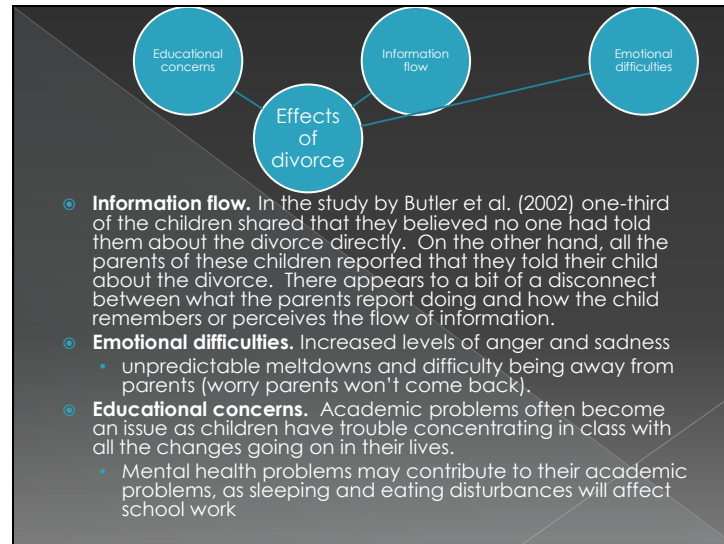 Educational
concerns
Information
flow
Emotional
difficulties
Effects
of
divorce
Information flow. In the study by Butler et al. (2002) one-third
of the children shared that they believed no one had told
them about the divorce directly.  On the other hand, all the
parents of these children reported that they told their child
about the divorce.  There appears to a bit of a disconnect
between what the parents report doing and how the child
remembers or perceives the flow of information.
Emotional difficulties. Increased levels of anger and sadness
• unpredictable meltdowns and difficulty being away from
parents (worry parents won’t come back).
Educational concerns.  Academic problems often become
an issue as children have trouble concentrating in class with
all the changes going on in their lives.
• Mental health problems may contribute to their academic
problems, as sleeping and eating disturbances will affect
school work